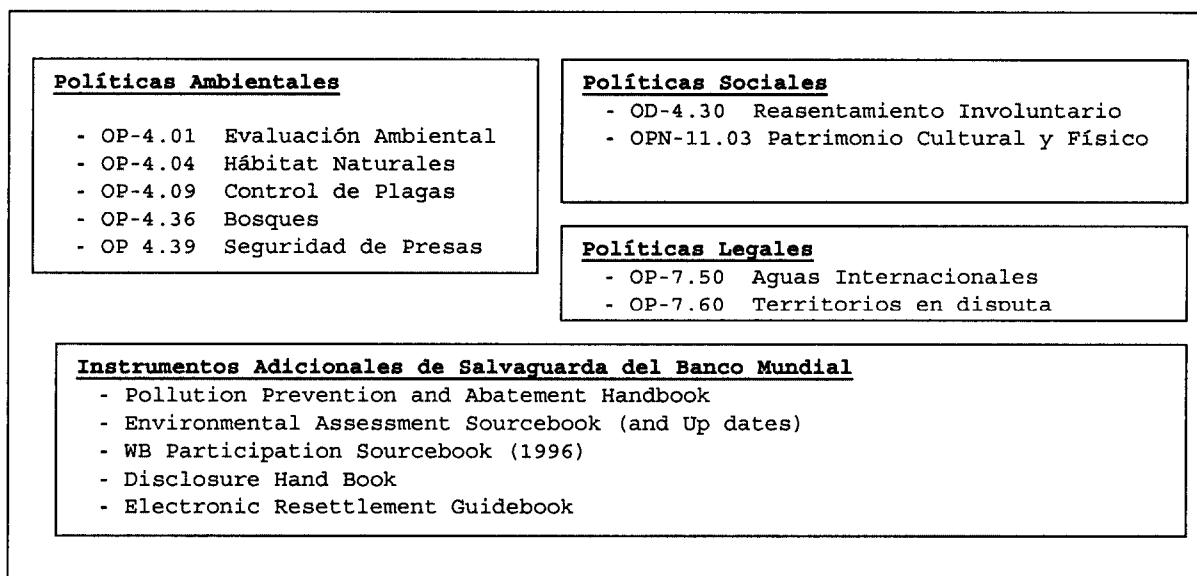 Políticas Ambientales
- OP-4.01 Evaluación Ambiental
- OP-4.04 Hábitat Naturales
- OP-4.09 Control de Plagas
- OP-4.36 Bosques
- OP 4.39 Seguridad de Presas
Políticas Sociales
- OD-4.30 Reasentamiento Involuntario
- OPN-11.03 Patrimonio Cultural y Físico
Políticas Legales
- OP-7.50 Aguas Internacionales
- OP-7.60 Territorios en disputa
Instrumentos Adicionales de Salvaguarda del Banco Mundial
- Pollution Prevention and Abatement Handbook
- Environmental Assessment Sourcebook (and Up dates)
- WB Participation Sourcebook (1996)
- Disclosure Hand Book
- Electronic Resettlement Guidebook